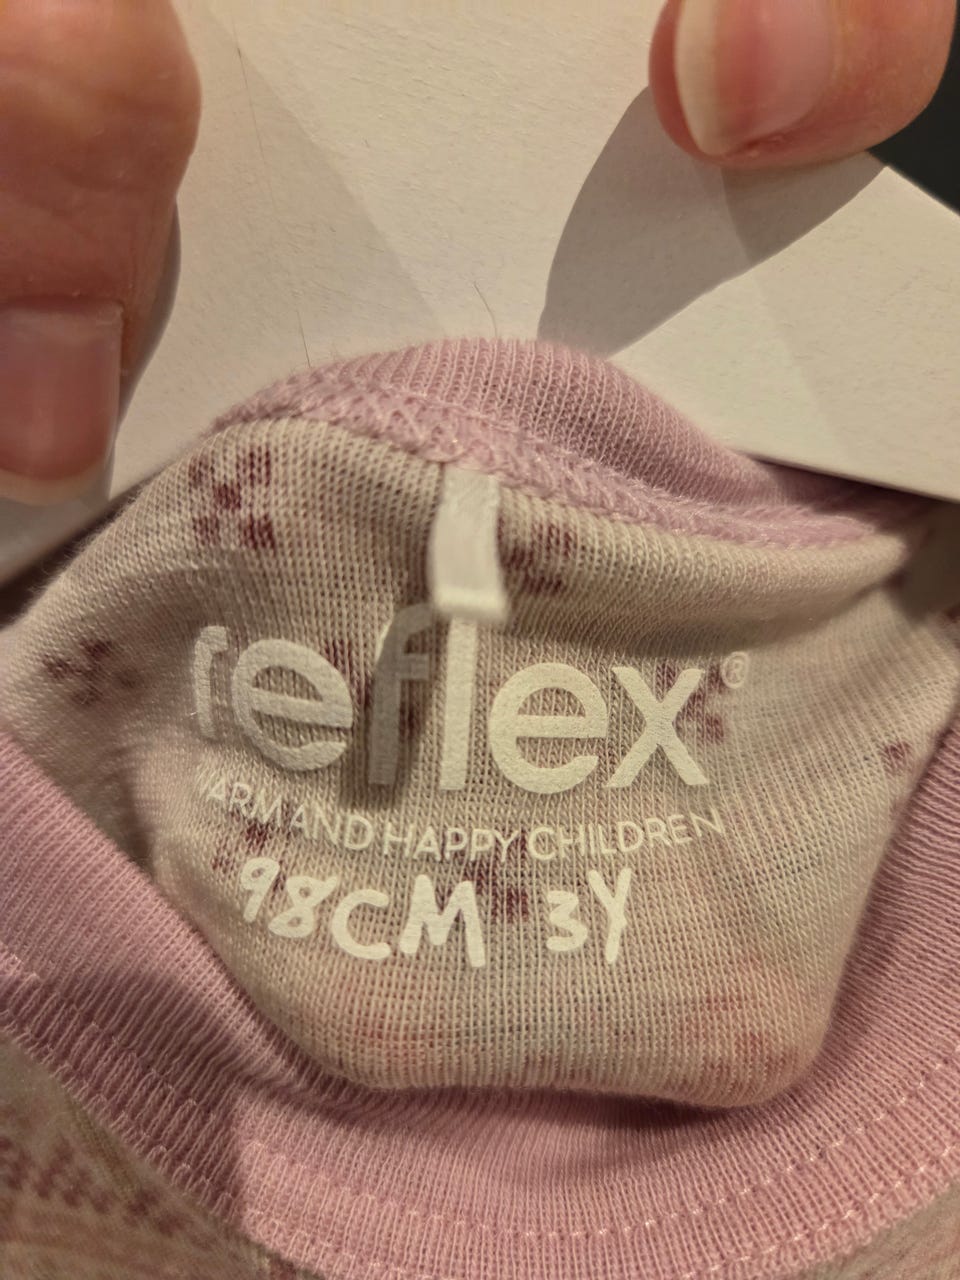 reflex®
WARM AND HAPPY CHILDREN
98CM 3Y